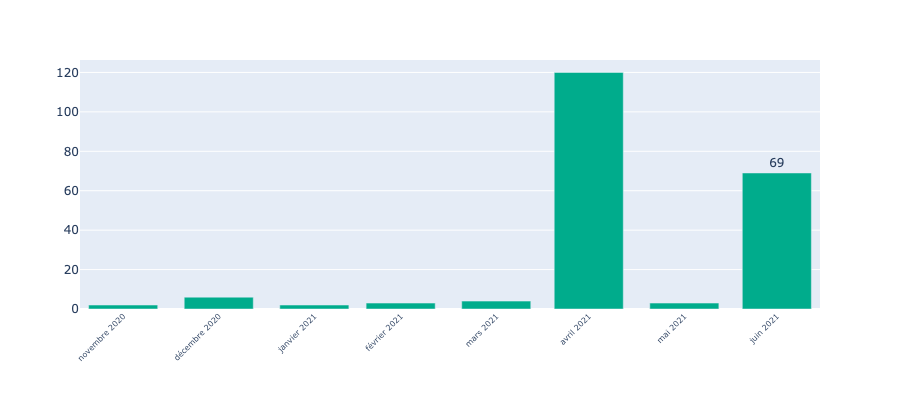 120
100
80
60
40
20
0
69
novembre 2020
décembre 2020
janvier 2021
février 2021
mars 2021
avril 2021
mai 2021
juin 2021